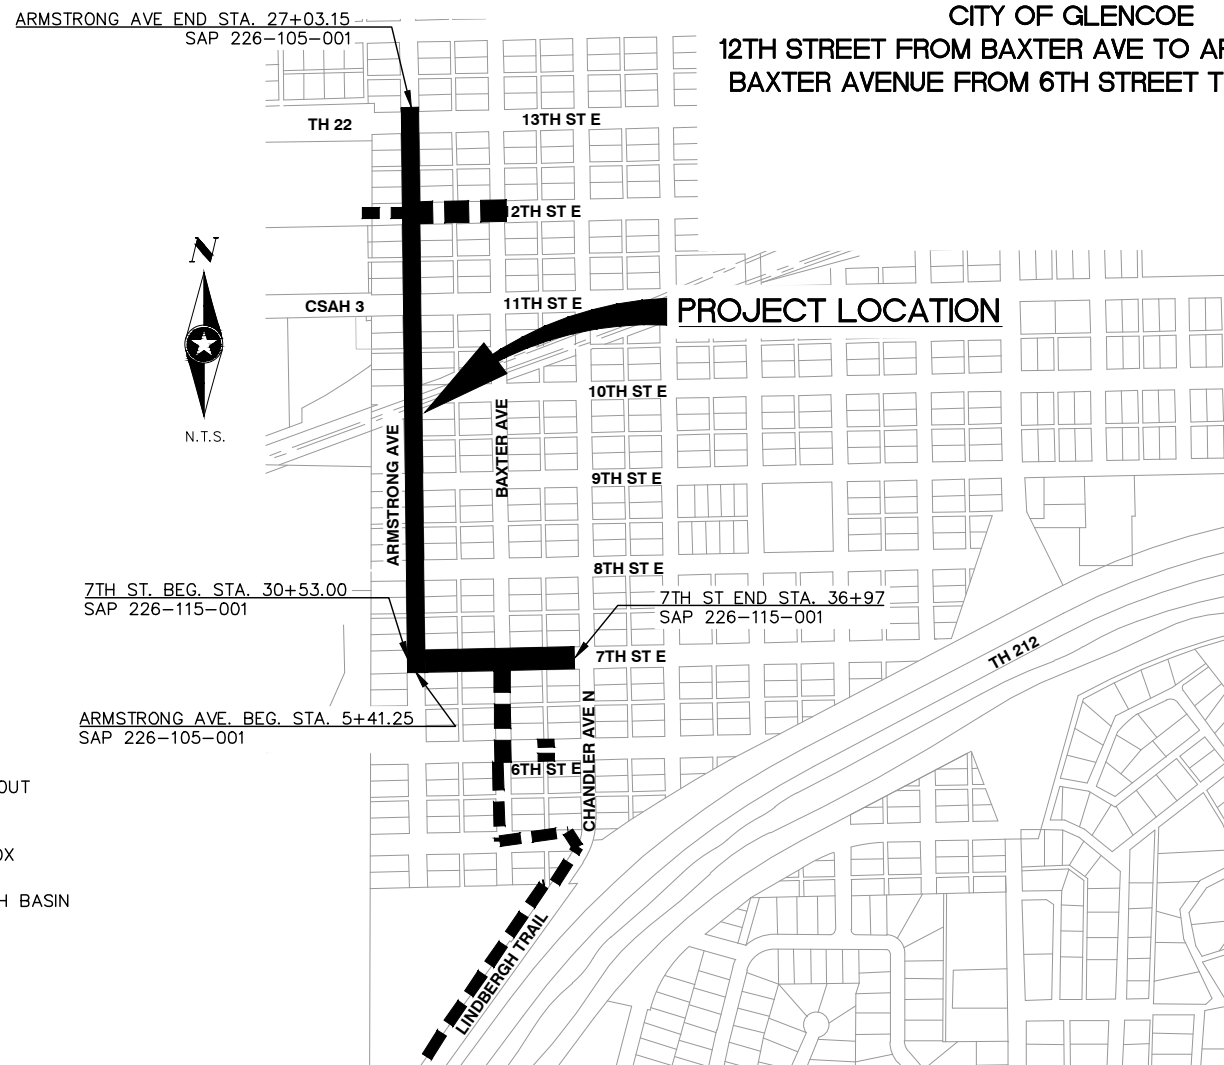 ARMSTRONG AVE END STA. 27+03.15
SAP 226-105-001
CITY OF GLENCOE
12TH STREET FROM BAXTER AVE TO
BAXTER AVENUE FROM 6TH STREET
TH 22
13TH ST E
12TH ST E
N
CSAH 3
11TH ST E
PROJECT LOCATION
10TH ST E
N.T.S.
ARMSTRONG AVE
BAXTER AVE
9TH ST E
8TH ST E
7TH ST. BEG. STA. 30+53.00
SAP 226-115-001
7TH ST END STA. 36+97
SAP 226-115-001
7TH ST E
TH 212
ARMSTRONG AVE. BEG. STA. 5+41.25
SAP 226-105-001
CHANDLER AVE N
6TH ST E
OUT
OX
H BASIN
LINDBERGH TRAIL